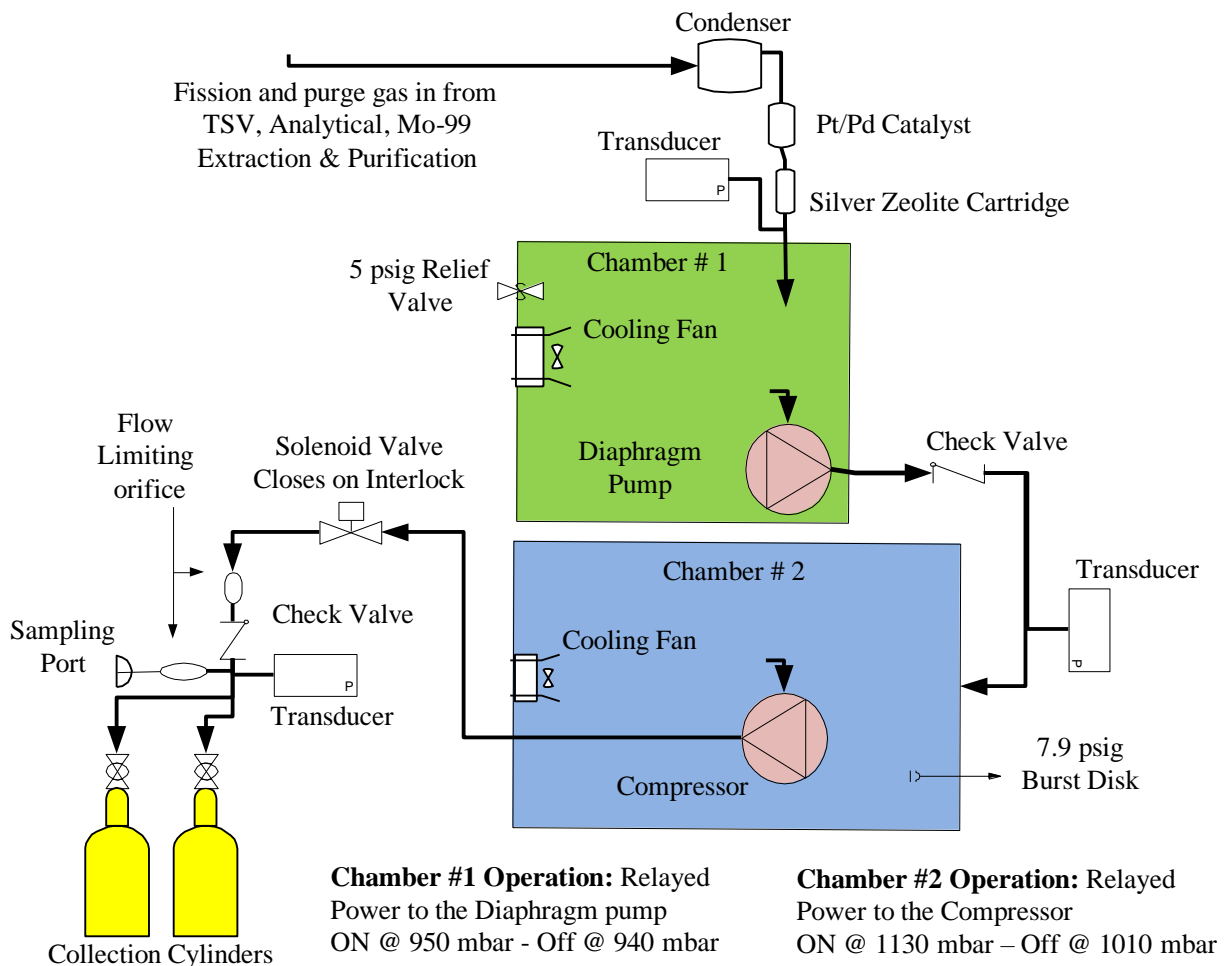 Condenser
Fission and purge gas in from
TSV, Analytical, Mo-99
Extraction & Purification
Pt/Pd Catalyst
Transducer
P
Silver Zeolite Cartridge
Chamber # 1
5 psig Relief
Valve
Cooling Fan
Flow
Limiting
orifice
Solenoid Valve
Closes on Interlock
Diaphragm
Pump
Check Valve
Chamber # 2
Transducer
P
Sampling
Port
Check Valve
Cooling Fan
P
Transducer
Compressor
7.9 psig
Burst Disk
Collection Cylinders
Chamber #1 Operation: Relayed
Power to the Diaphragm pump
ON @ 950 mbar - Off @ 940 mbar
Chamber #2 Operation: Relayed
Power to the Compressor
ON @ 1130 mbar – Off @ 1010 mbar